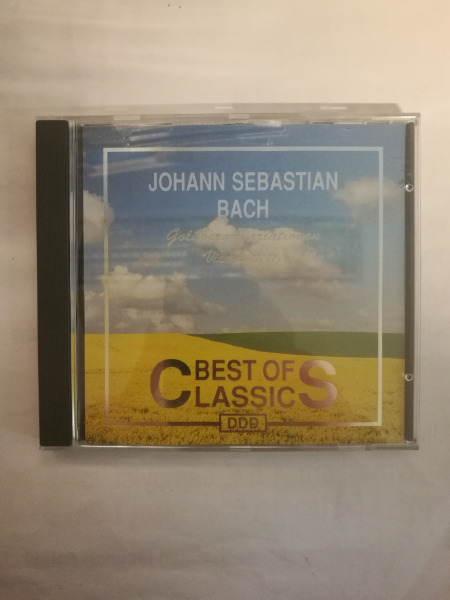 JOHANN SEBASTIAN
BACH
BEST OF
CLASSICS
DDD